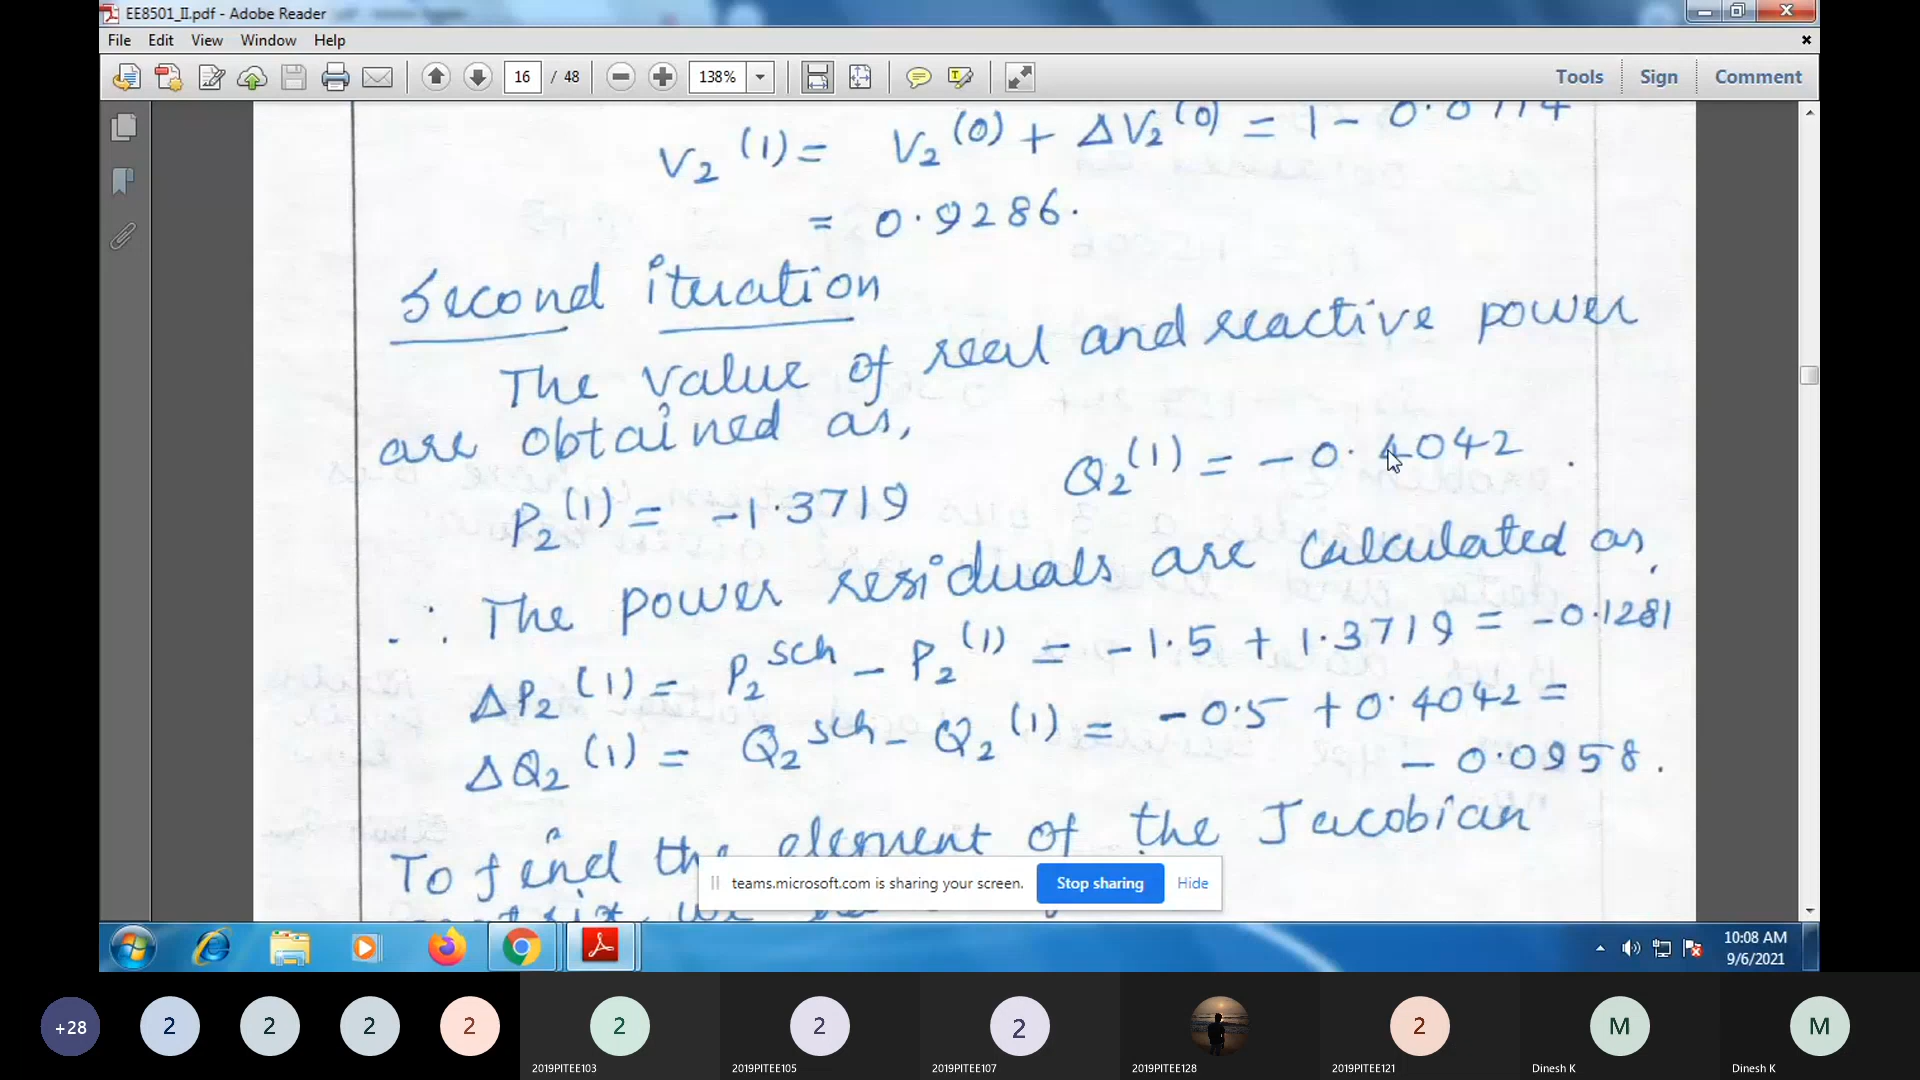 EE8501_II.pdf - Adobe Reader
File Edit View Window Help
16 / 48 138% Tools Sign Comment
V2 (1) = V2 (0) + ΔV2 (0) = 1 - 0.0714
= 0.9286.
Second iteration
The value of real and reactive power
are obtained as,
P2 (1) = -1.3719 Q2 (1) = -0.4042
∴ The power residuals are calculated as,
ΔP2 (1) = P2 sch - P2 (1) = -1.5 + 1.3719 = -0.1281
ΔQ2 (1) = Q2 sch - Q2 (1) = -0.5 + 0.4042 =
- 0.0958.
To find the element of the Jacobian
teams.microsoft.com is sharing your screen. Stop sharing Hide
10:08 AM
9/6/2021
+28 2 2 2 2 2 2 2 2 M M
2019PITEE103 2019PITEE105 2019PITEE107 2019PITEE128 2019PITEE121 Dinesh K Dinesh K